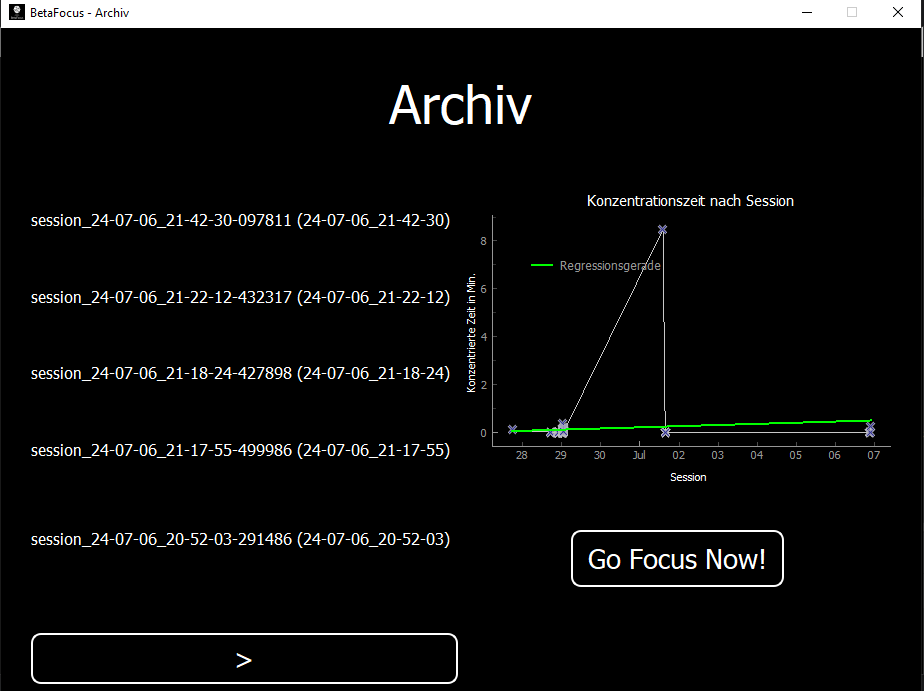 BetaFocus - Archiv
Archiv
session_24-07-06_21-42-30-097811 (24-07-06_21-42-30)
session_24-07-06_21-22-12-432317 (24-07-06_21-22-12)
session_24-07-06_21-18-24-427898 (24-07-06_21-18-24)
session_24-07-06_21-17-55-499986 (24-07-06_21-17-55)
session_24-07-06_20-52-03-291486 (24-07-06_20-52-03)
>
Konzentrationszeit nach Session
Regressionsgerade
Konzentrierte Zeit in Min.
8
6
4
2
0
28 29 30 Jul 02 03 04 05 06 07
Session
Go Focus Now!